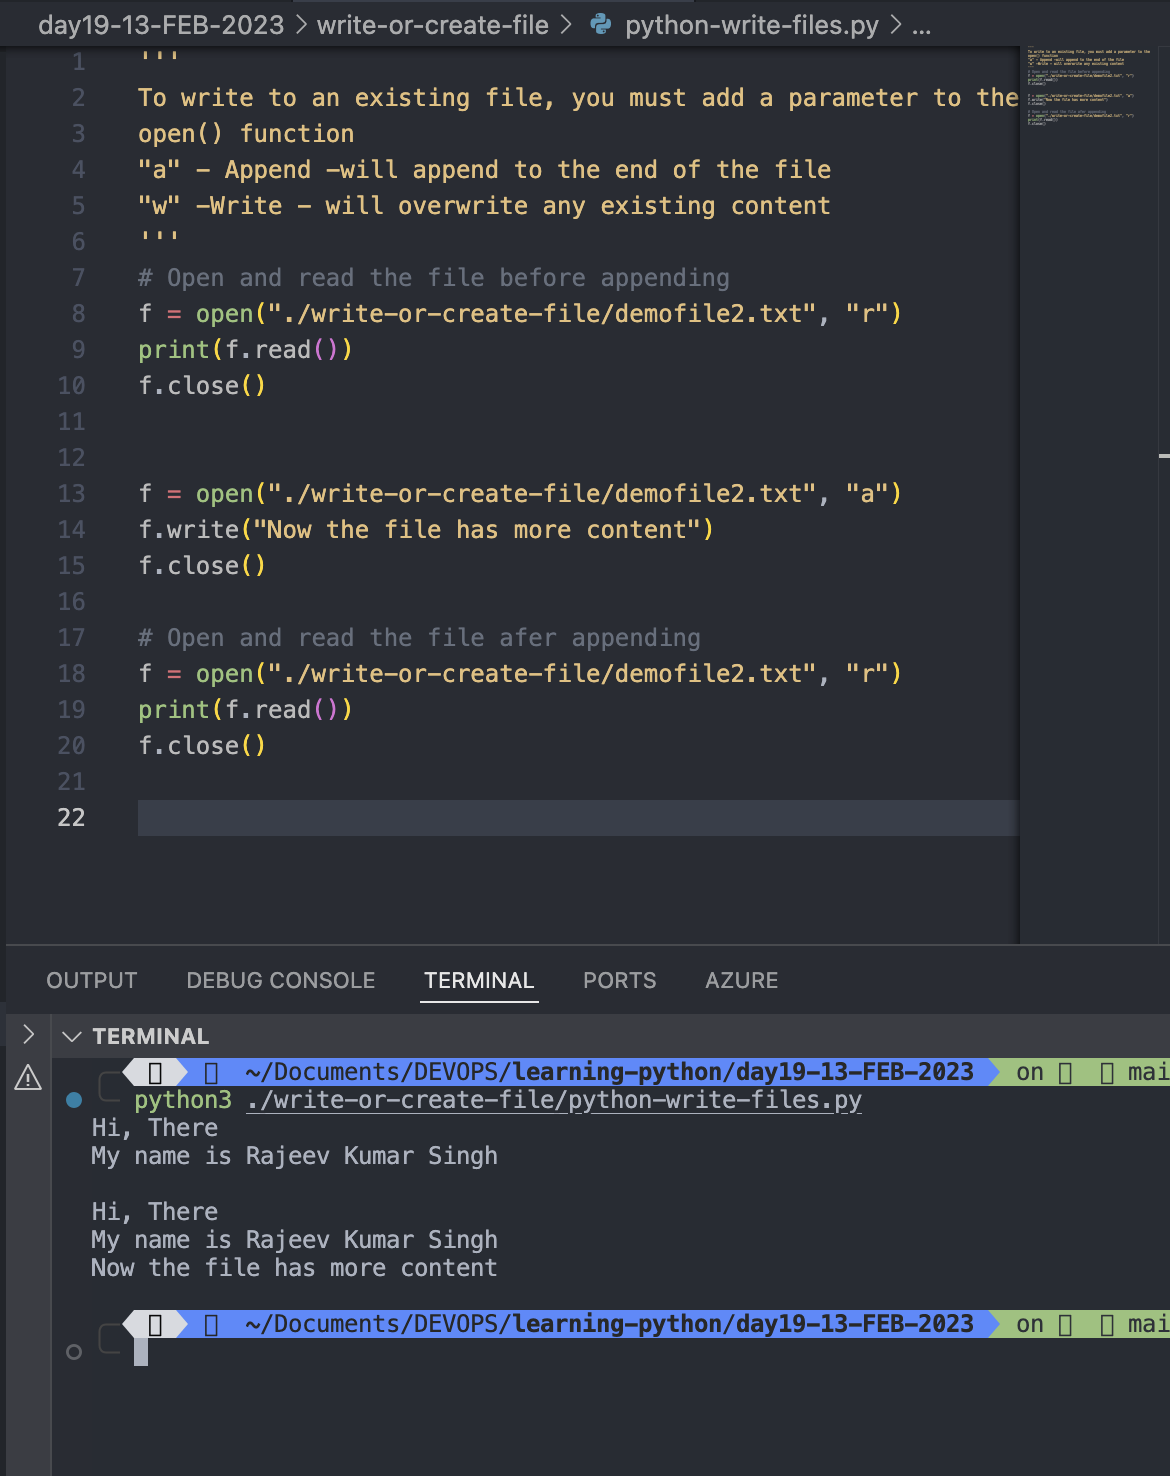 day19-13-FEB-2023 > write-or-create-file > python-write-files.py > ...
1 '''
2 To write to an existing file, you must add a parameter to the
3 open() function
4 "a" - Append -will append to the end of the file
5 "w" -Write - will overwrite any existing content
6 '''
7 # Open and read the file before appending
8 f = open("./write-or-create-file/demofile2.txt", "r")
9 print(f.read())
10 f.close()
11
12
13 f = open("./write-or-create-file/demofile2.txt", "a")
14 f.write("Now the file has more content")
15 f.close()
16
17 # Open and read the file afer appending
18 f = open("./write-or-create-file/demofile2.txt", "r")
19 print(f.read())
20 f.close()
21
22
OUTPUT DEBUG CONSOLE TERMINAL PORTS AZURE
TERMINAL
~/Documents/DEVOPS/learning-python/day19-13-FEB-2023 on mai
python3 ./write-or-create-file/python-write-files.py
Hi, There
My name is Rajeev Kumar Singh
Hi, There
My name is Rajeev Kumar Singh
Now the file has more content
~/Documents/DEVOPS/learning-python/day19-13-FEB-2023 on mai